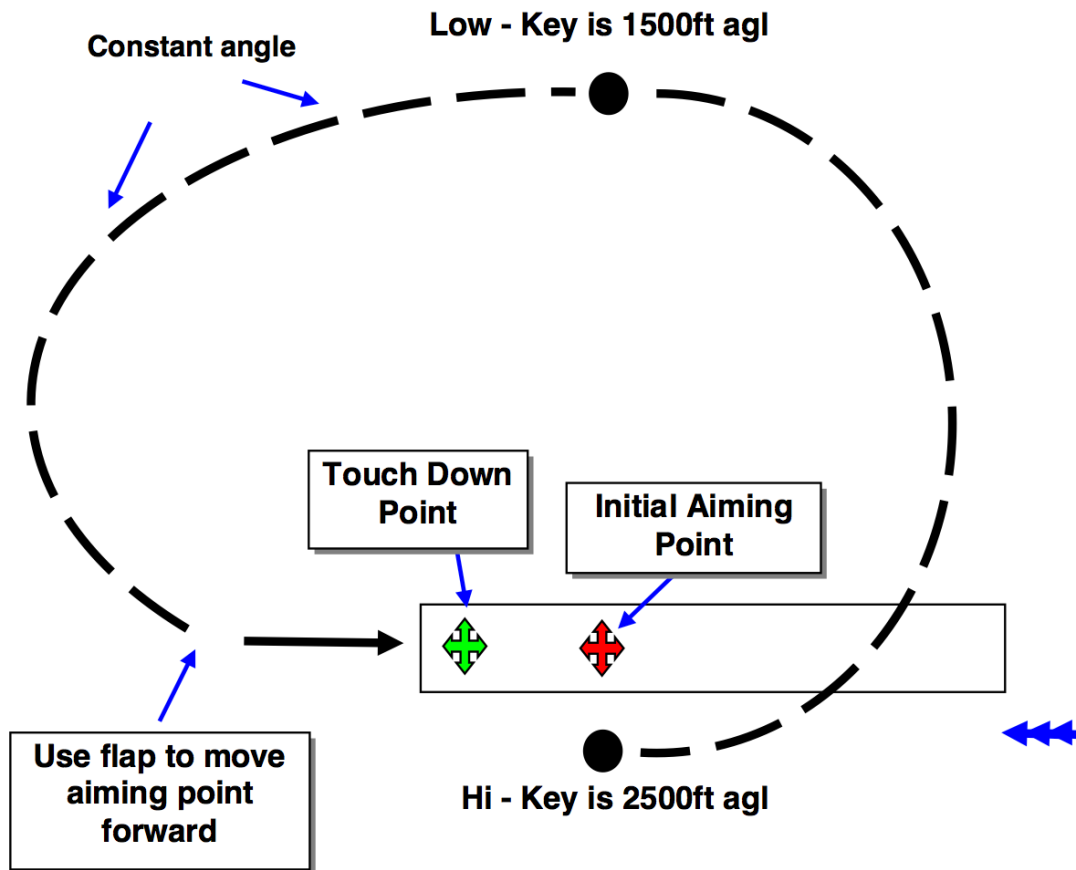 Low - Key is 1500ft agl
Constant angle
Touch Down
Point
Initial Aiming
Point
Use flap to move
aiming point
forward
Hi - Key is 2500ft agl